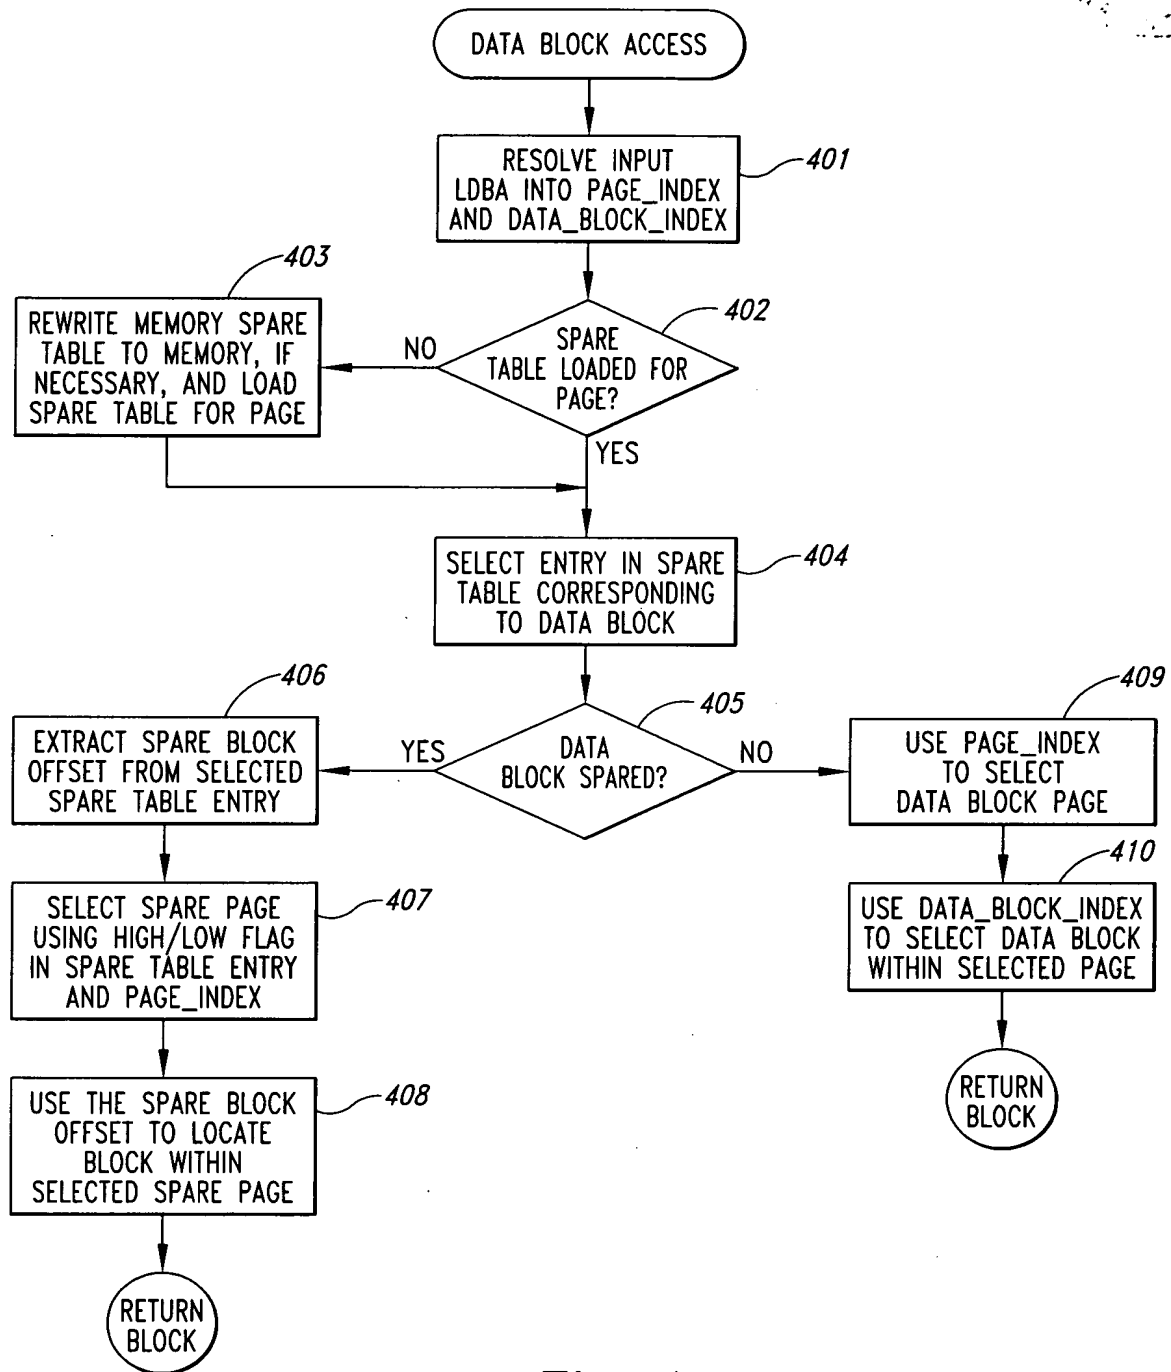 DATA BLOCK ACCESS
RESOLVE INPUT
LDBA INTO PAGE_INDEX
AND DATA_BLOCK_INDEX
401
403
REWRITE MEMORY SPARE
TABLE TO MEMORY, IF
NECESSARY, AND LOAD
SPARE TABLE FOR PAGE
NO
402
SPARE
TABLE LOADED FOR
PAGE?
YES
SELECT ENTRY IN SPARE
TABLE CORRESPONDING
TO DATA BLOCK
404
406
EXTRACT SPARE BLOCK
OFFSET FROM SELECTED
SPARE TABLE ENTRY
YES
405
DATA
BLOCK SPARED?
NO
409
USE PAGE_INDEX
TO SELECT
DATA BLOCK PAGE
SELECT SPARE PAGE
USING HIGH/LOW FLAG
IN SPARE TABLE ENTRY
AND PAGE_INDEX
407
410
USE DATA_BLOCK_INDEX
TO SELECT DATA BLOCK
WITHIN SELECTED PAGE
USE THE SPARE BLOCK
OFFSET TO LOCATE
BLOCK WITHIN
SELECTED SPARE PAGE
408
RETURN
BLOCK
RETURN
BLOCK